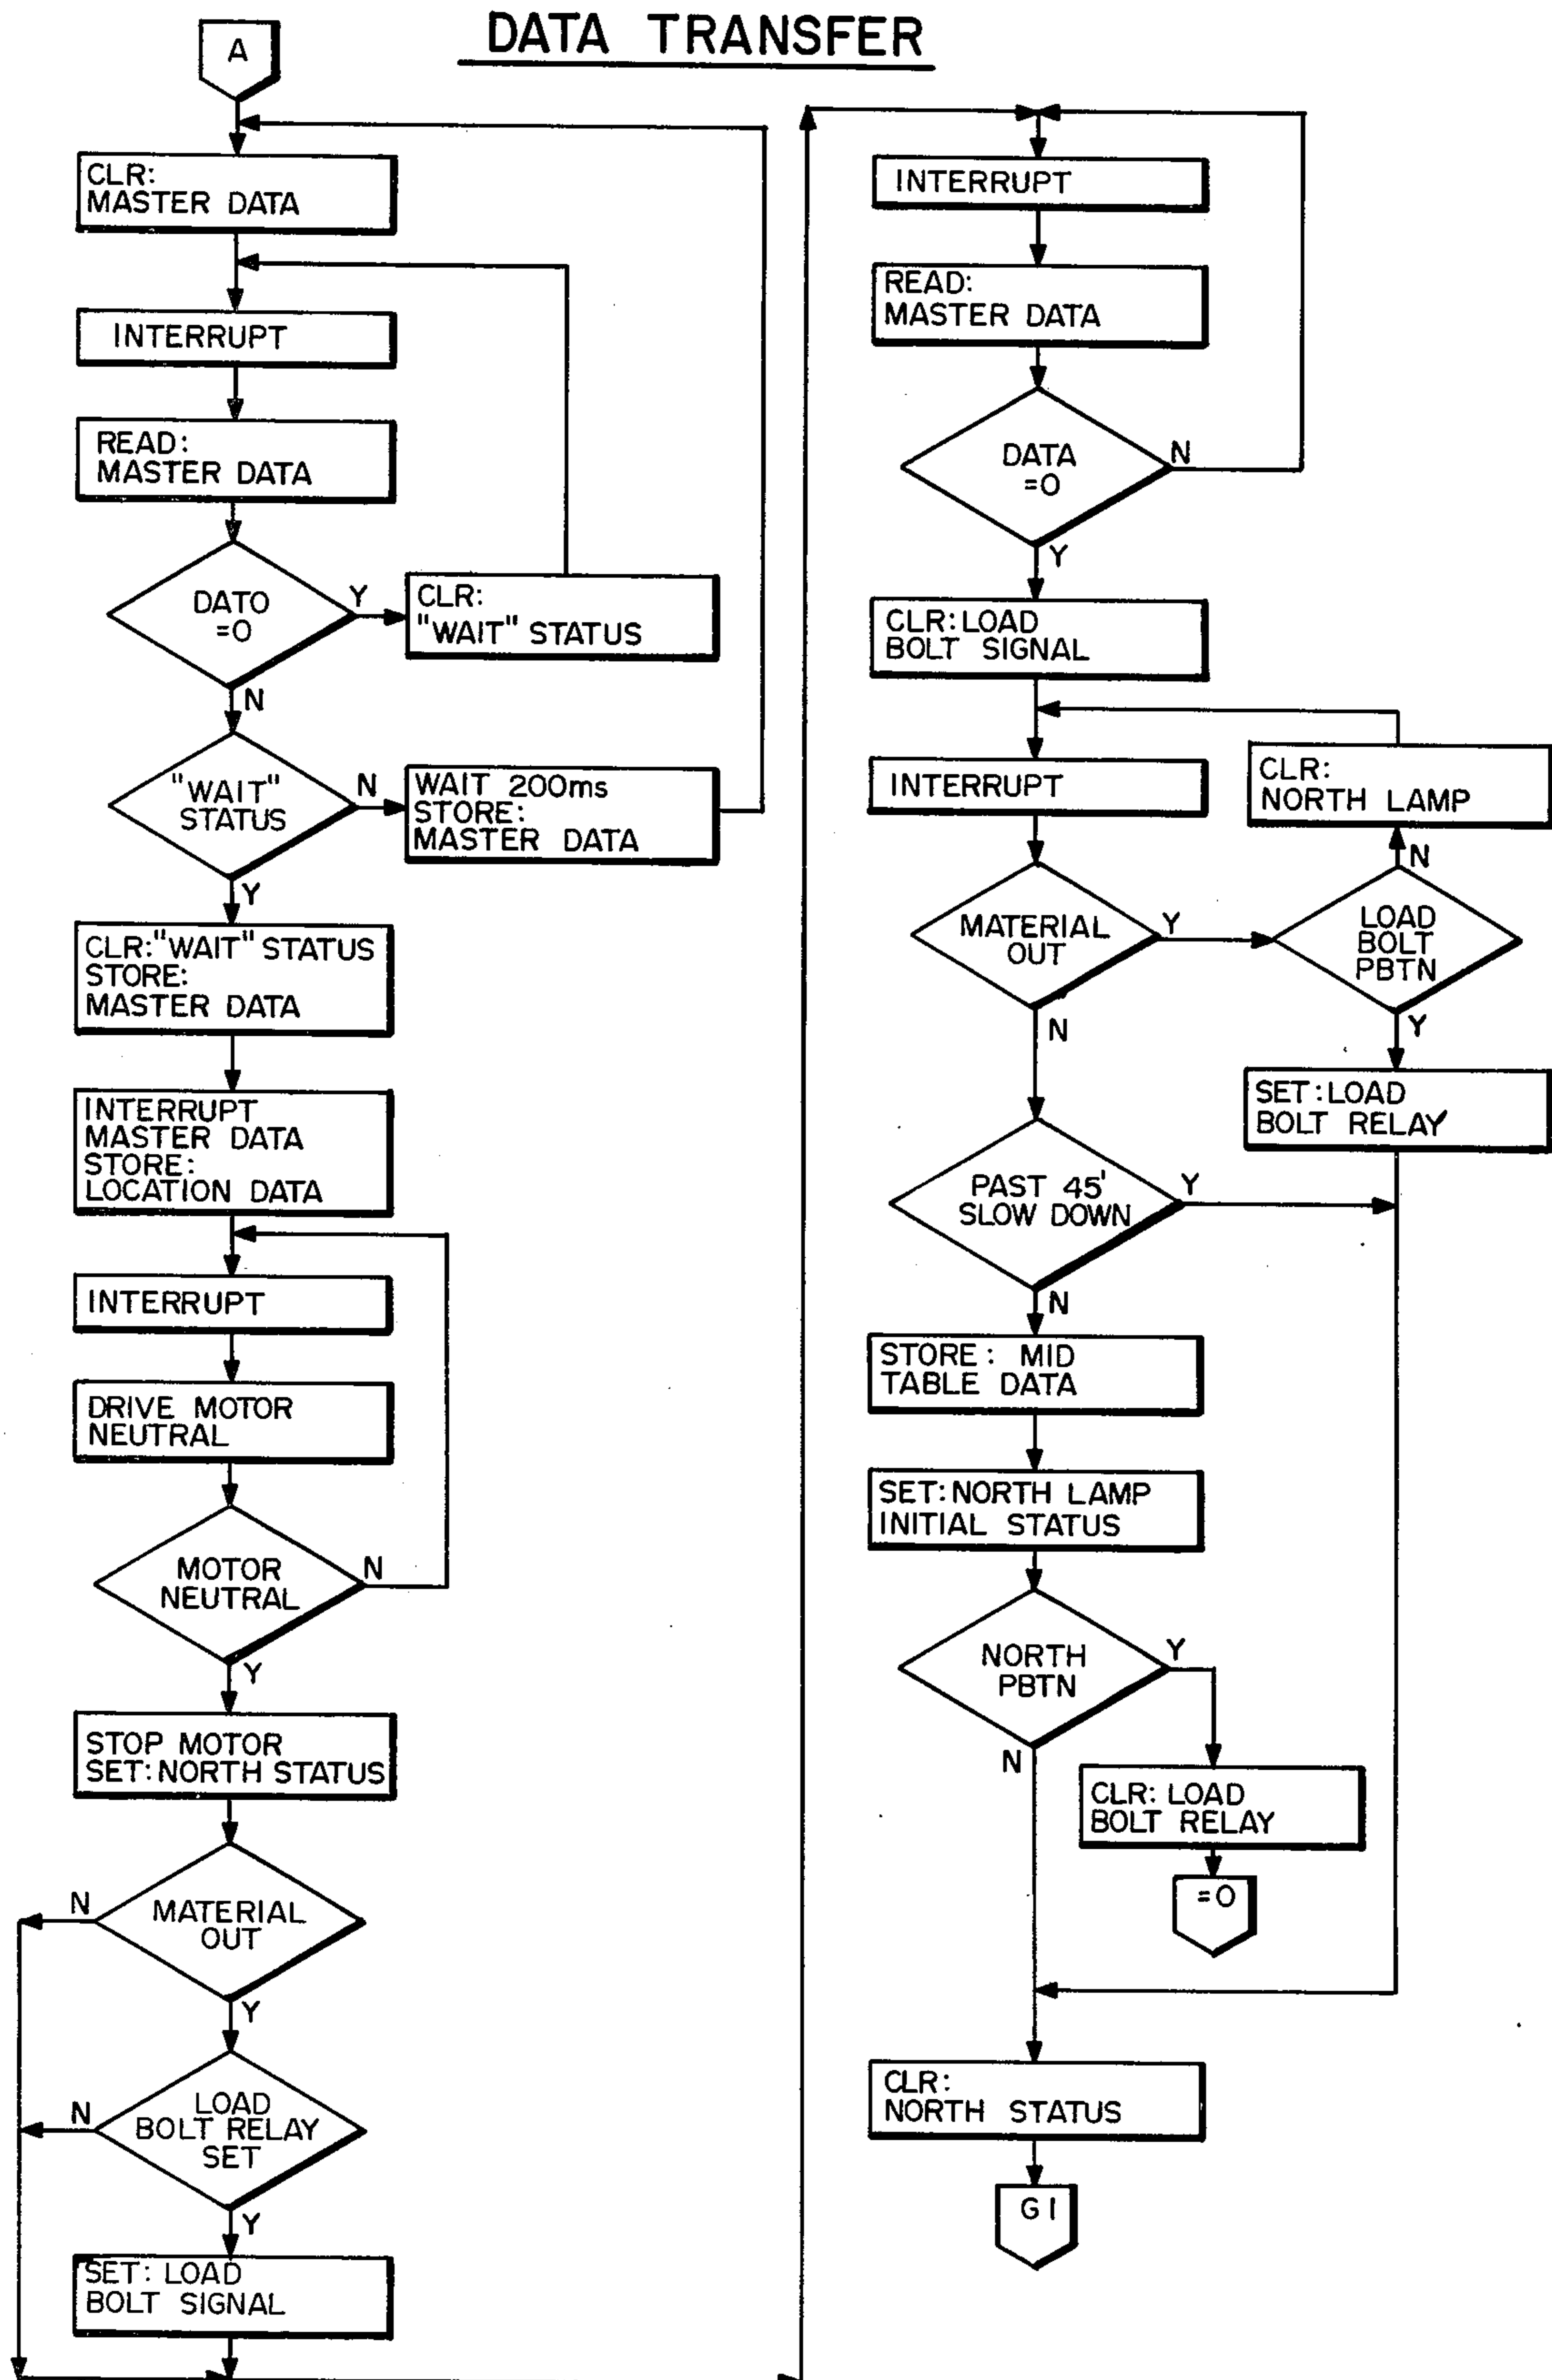 DATA TRANSFER
A
CLR:
MASTER DATA
INTERRUPT
READ:
MASTER DATA
DATO
=0
Y
CLR:
"WAIT" STATUS
N
"WAIT"
STATUS
N
WAIT 200ms
STORE:
MASTER DATA
Y
CLR:"WAIT" STATUS
STORE:
MASTER DATA
INTERRUPT
MASTER DATA
STORE:
LOCATION DATA
INTERRUPT
DRIVE MOTOR
NEUTRAL
MOTOR
NEUTRAL
N
Y
STOP MOTOR
SET:NORTH STATUS
N
MATERIAL
OUT
Y
N
LOAD
BOLT RELAY
SET
Y
SET: LOAD
BOLT SIGNAL
INTERRUPT
READ:
MASTER DATA
DATA
=0
N
Y
CLR:LOAD
BOLT SIGNAL
INTERRUPT
CLR:
NORTH LAMP
N
MATERIAL
OUT
Y
LOAD
BOLT
PBTN
N
Y
SET:LOAD
BOLT RELAY
PAST 45'
SLOW DOWN
Y
N
STORE: MID
TABLE DATA
SET:NORTH LAMP
INITIAL STATUS
NORTH
PBTN
Y
N
CLR: LOAD
BOLT RELAY
=0
CLR:
NORTH STATUS
G1